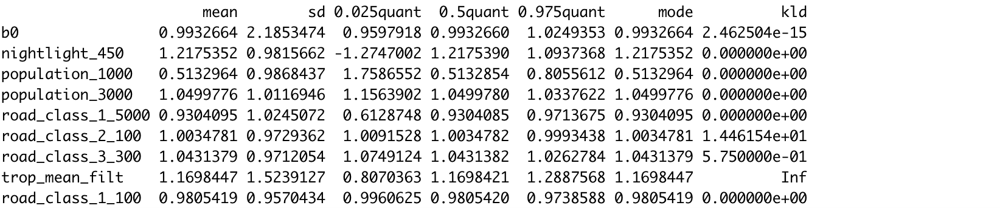 mean sd 0.025quant 0.5quant 0.975quant mode kld
b0 0.9932664 2.1853474 0.9597918 0.9932660 1.0249353 0.9932664 2.462504e-15
nightlight_450 1.2175352 0.9815662 -1.2747002 1.2175390 1.0937368 1.2175352 0.000000e+00
population_1000 0.5132964 0.9868437 1.7586552 0.5132854 0.8055612 0.5132964 0.000000e+00
population_3000 1.0499776 1.0116946 1.1563902 1.0499780 1.0337622 1.0499776 0.000000e+00
road_class_1_5000 0.9304095 1.0245072 0.6128748 0.9304085 0.9713675 0.9304095 0.000000e+00
road_class_2_100 1.0034781 0.9729362 1.0091528 1.0034782 0.9993438 1.0034781 1.446154e+01
road_class_3_300 1.0431379 0.9712054 1.0749124 1.0431382 1.0262784 1.0431379 5.750000e-01
trop_mean_filt 1.1698447 1.5239127 0.8070363 1.1698421 1.2887568 1.1698447 Inf
road_class_1_100 0.9805419 0.9570434 0.9960625 0.9805420 0.9738588 0.9805419 0.000000e+00